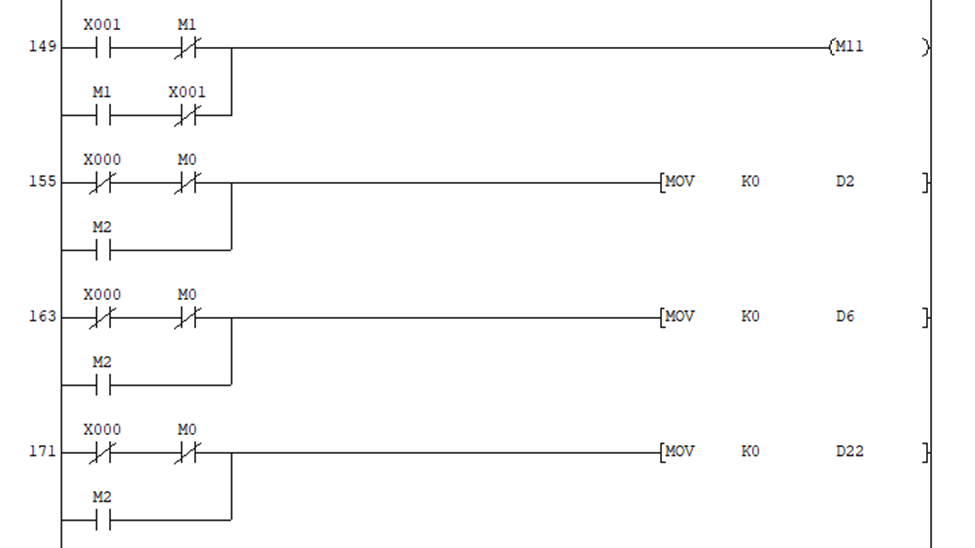 X001 M1
149 (M11 )
M1 X001
X000 M0
155 [MOV K0 D2 ]
M2
X000 M0
163 [MOV K0 D6 ]
M2
X000 M0
171 [MOV K0 D22 ]
M2